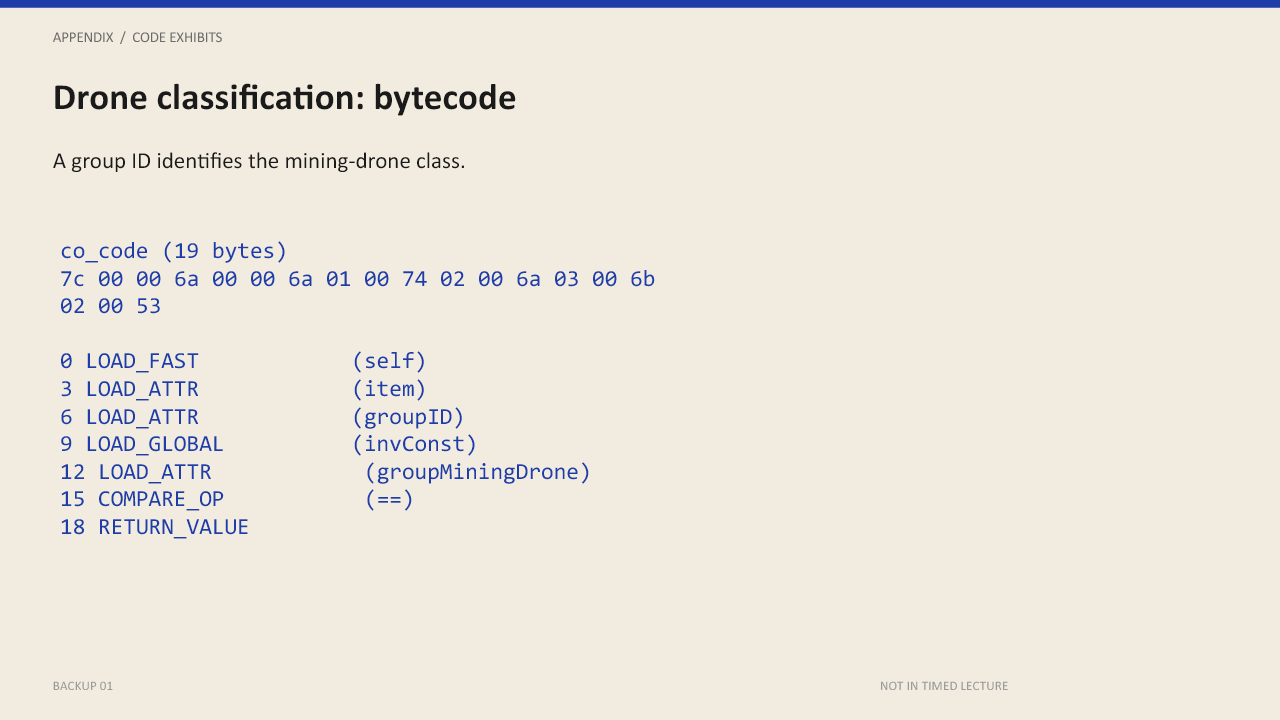 APPENDIX / CODE EXHIBITS
Drone classification: bytecode
A group ID identifies the mining-drone class.
co_code (19 bytes)
7c 00 00 6a 00 00 6a 01 00 74 02 00 6a 03 00 6b
02 00 53
0 LOAD_FAST (self)
3 LOAD_ATTR (item)
6 LOAD_ATTR (groupID)
9 LOAD_GLOBAL (invConst)
12 LOAD_ATTR (groupMiningDrone)
15 COMPARE_OP (==)
18 RETURN_VALUE
BACKUP 01 NOT IN TIMED LECTURE